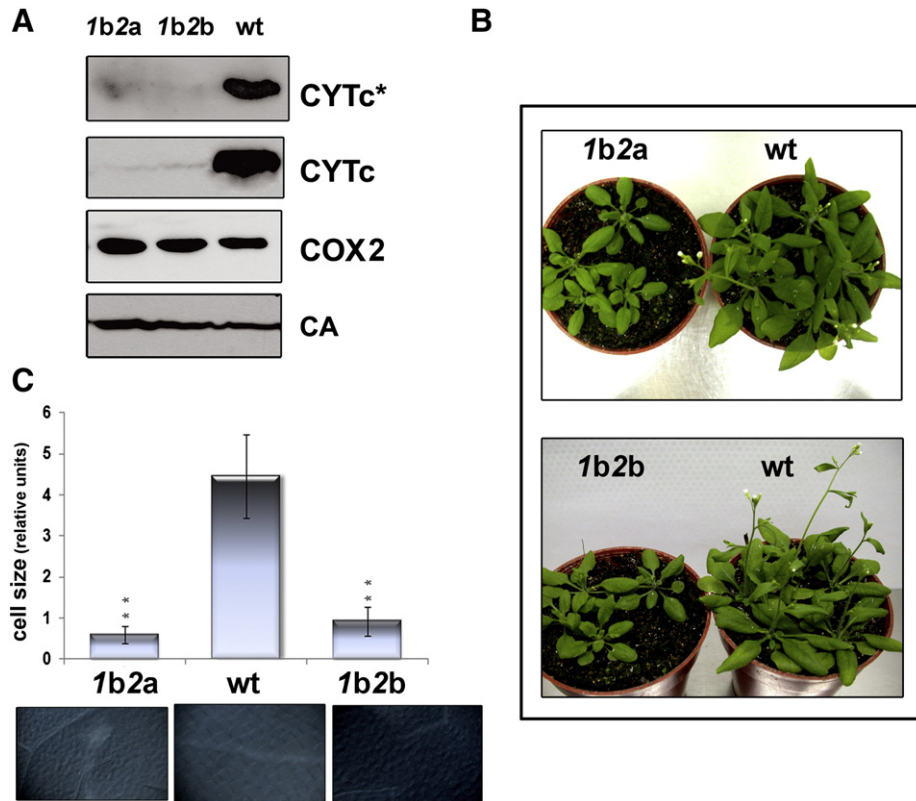 A
1b2a 1b2b wt
CYTc*
CYTc
COX2
CA
B
1b2a wt
1b2b wt
C
cell size (relative units)
6
5
4
3
2
1
0
* *
* *
1b2a wt 1b2b